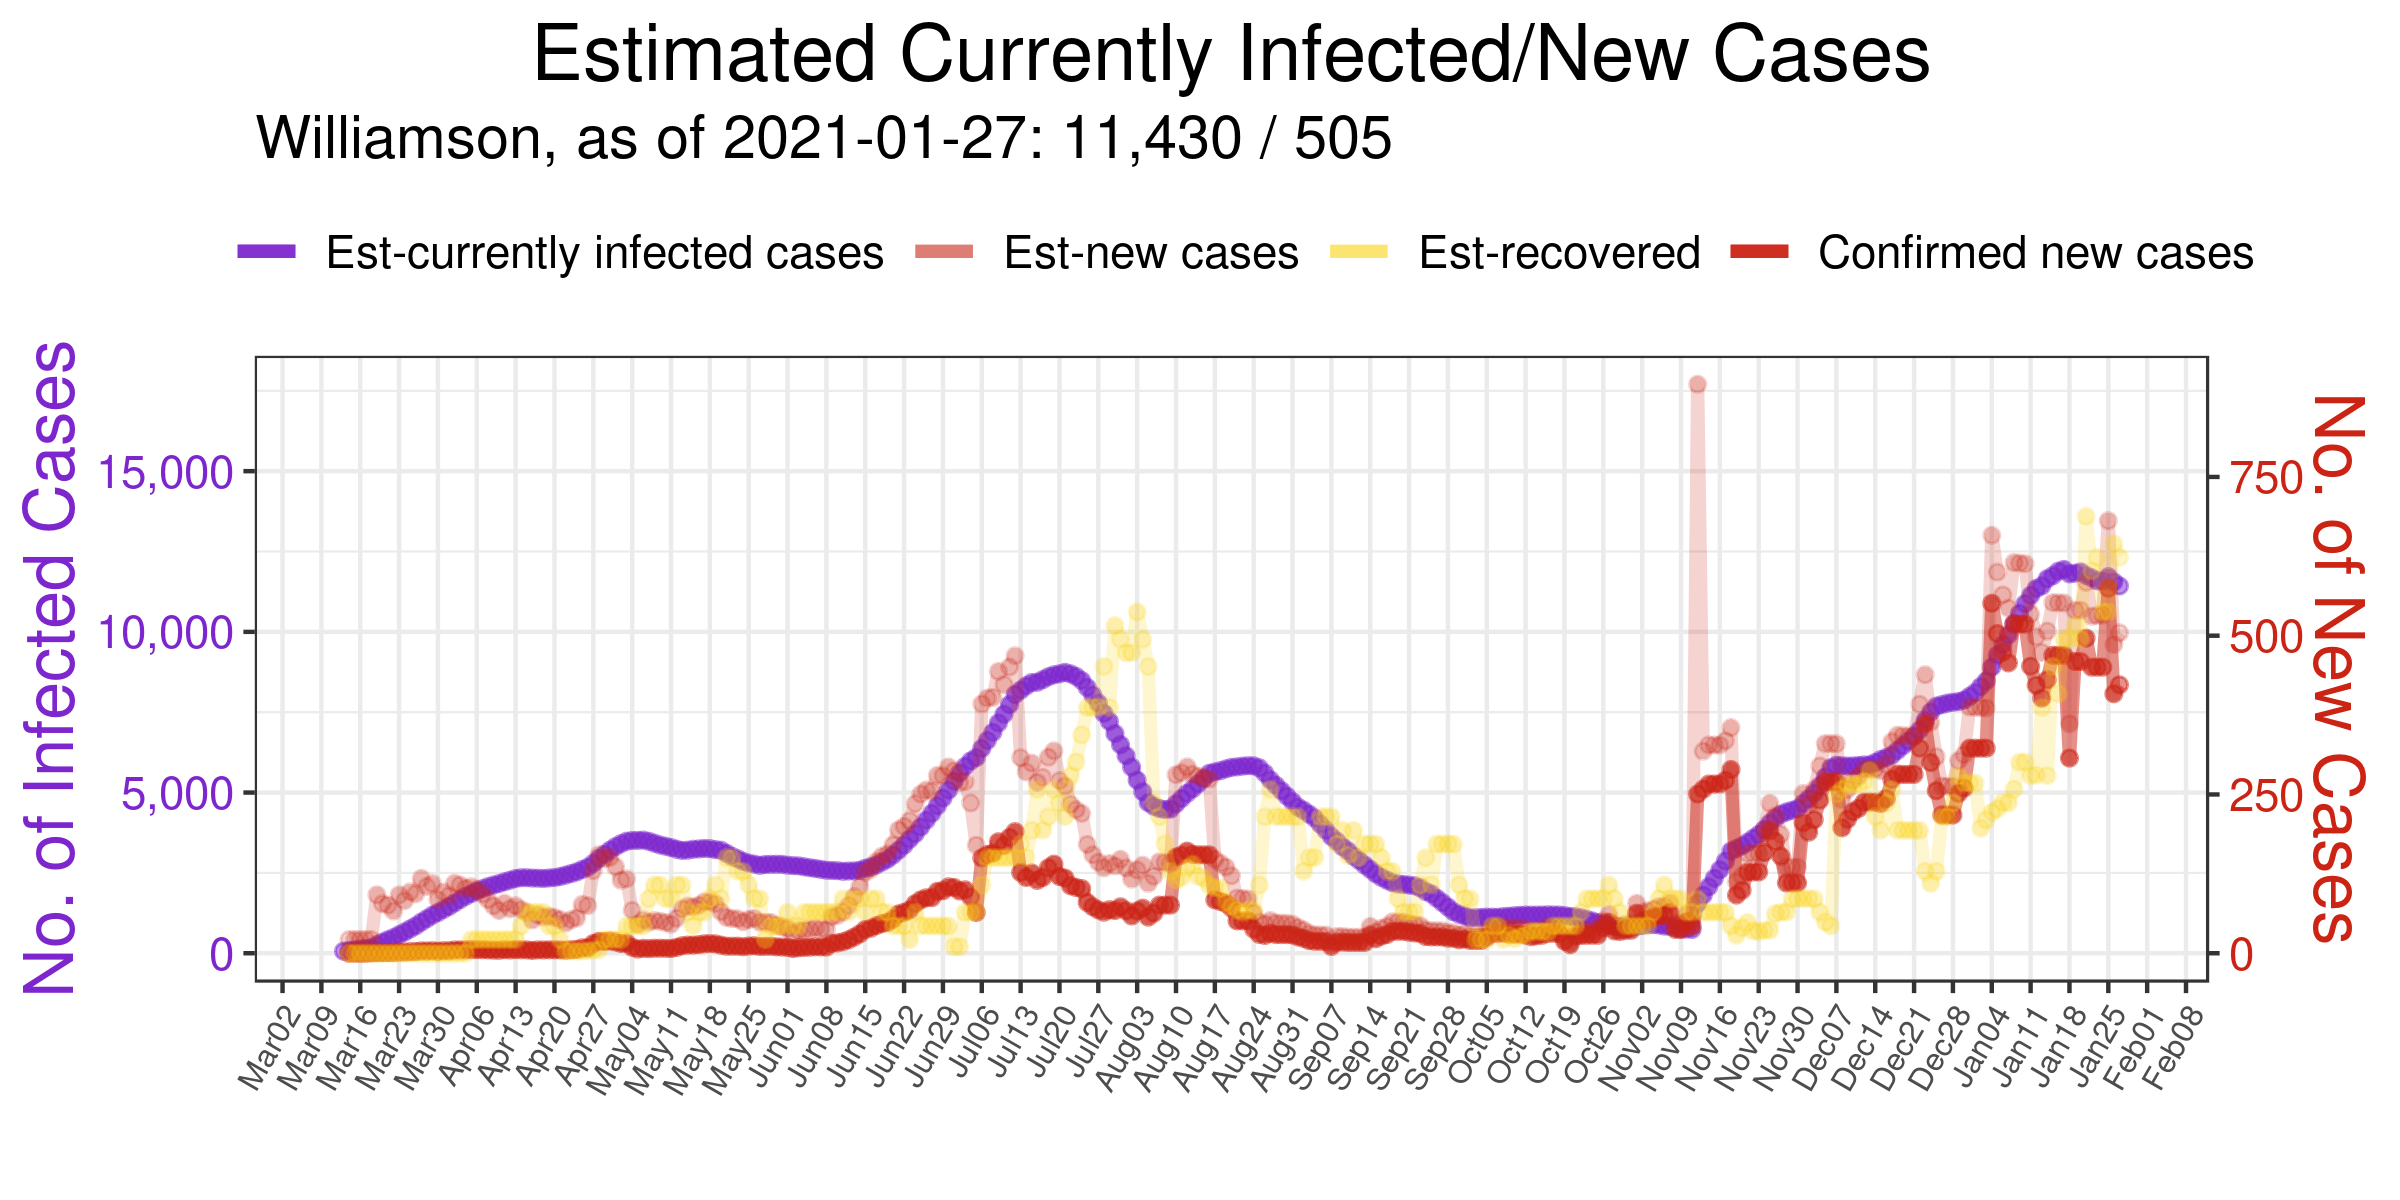 Estimated Currently Infected/New Cases
Williamson, as of 2021-01-27: 11,430 / 505
Est-currently infected cases Est-new cases Est-recovered Confirmed new cases
No. of Infected Cases
15,000
10,000
5,000
0
750
500
250
0
No. of New Cases
Mar02 Mar09 Mar16 Mar23 Mar30 Apr06 Apr13 Apr20 Apr27 May04 May11 May18 May25 Jun01 Jun08 Jun15 Jun22 Jun29 Jul06 Jul13 Jul20 Jul27 Aug03 Aug10 Aug17 Aug24 Aug31 Sep07 Sep14 Sep21 Sep28 Oct05 Oct12 Oct19 Oct26 Nov02 Nov09 Nov16 Nov23 Nov30 Dec07 Dec14 Dec21 Dec28 Jan04 Jan11 Jan18 Jan25 Feb01 Feb08